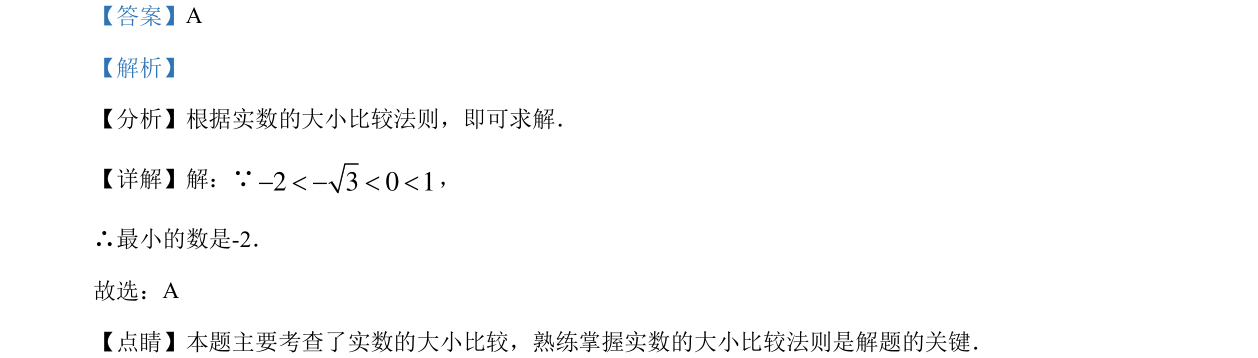 【答案】A
【解析】
【分析】根据实数的大小比较法则，即可求解．
【详解】解：∵−2<−√3<0<1，
∴最小的数是-2．
故选：A
【点睛】本题主要考查了实数的大小比较，熟练掌握实数的大小比较法则是解题的关键．